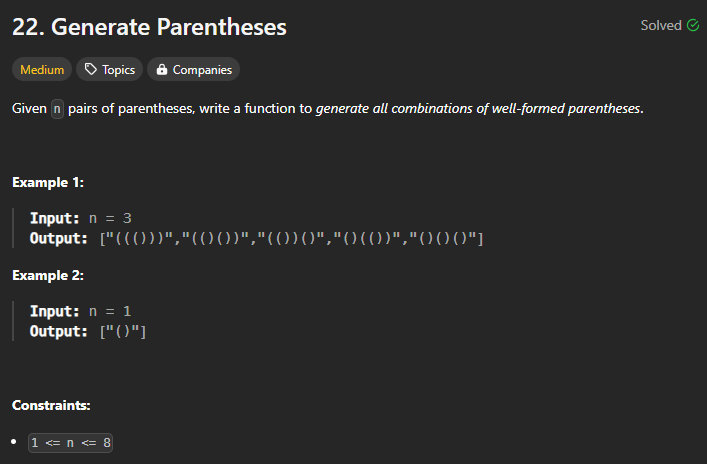 22. Generate Parentheses
Solved
Medium
Topics
Companies
Given n pairs of parentheses, write a function to generate all combinations of well-formed parentheses.
Example 1:
Input: n = 3
Output: ["((()))","(()())","(())()","()(())","()()()"]
Example 2:
Input: n = 1
Output: ["()"]
Constraints:
• 1 <= n <= 8